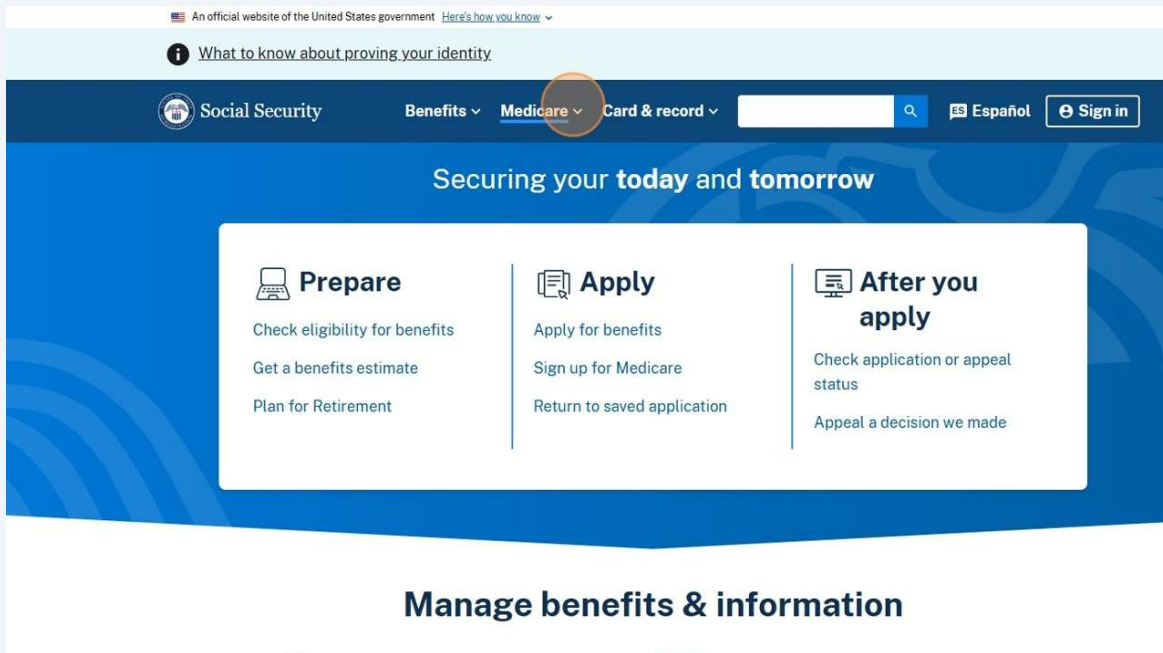 An official website of the United States government Here's how you know
What to know about proving your identity
Social Security Benefits Medicare Card & record ES Español Sign in
Securing your today and tomorrow
Prepare
Check eligibility for benefits
Get a benefits estimate
Plan for Retirement
Apply
Apply for benefits
Sign up for Medicare
Return to saved application
After you
apply
Check application or appeal
status
Appeal a decision we made
Manage benefits & information